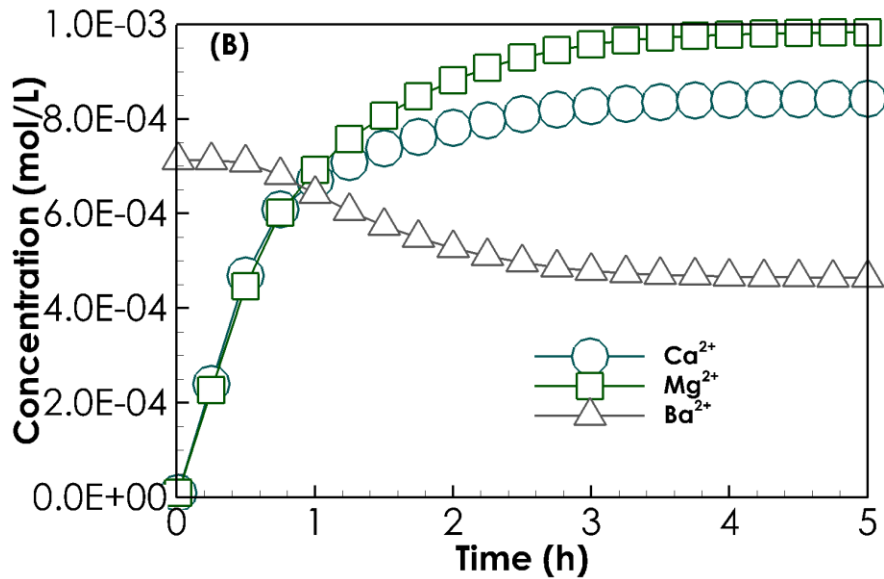 (B)
Concentration (mol/L)
1.0E-03
8.0E-04
6.0E-04
4.0E-04
2.0E-04
0.0E+00
Ca²⁺
Mg²⁺
Ba²⁺
0 1 2 3 4 5
Time (h)